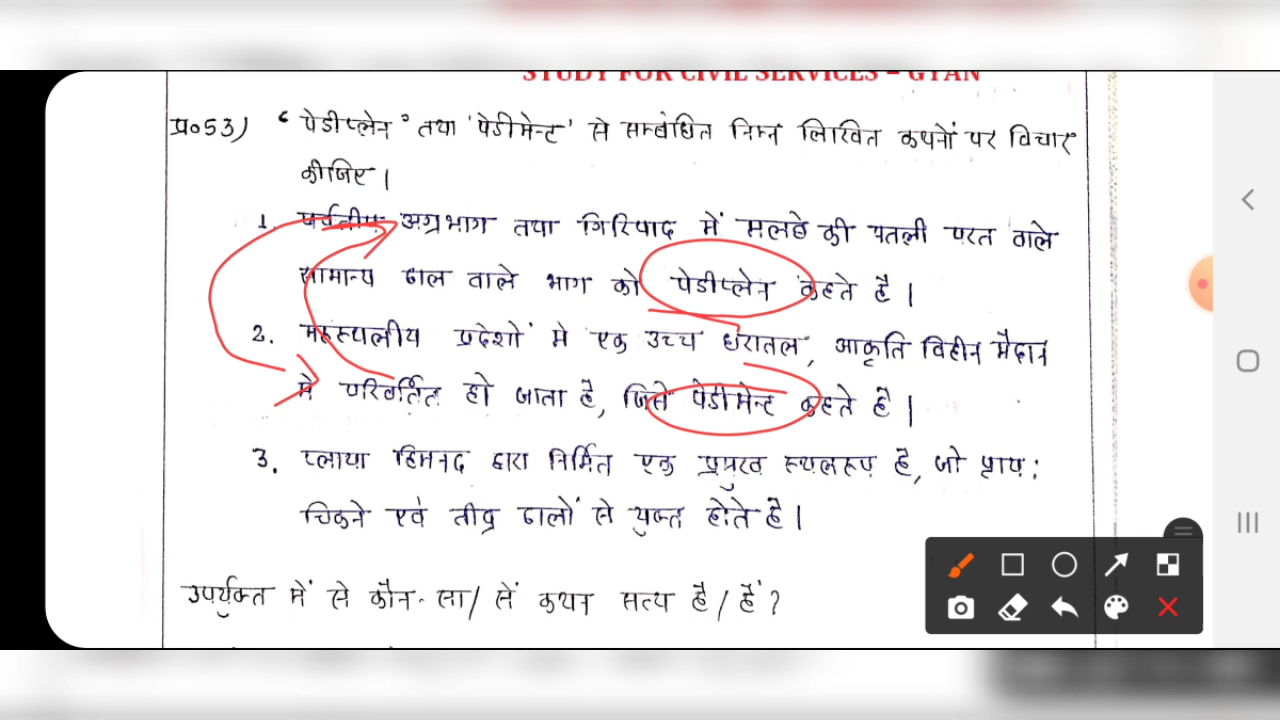 STUDY FOR CIVIL SERVICES – GYAN
प्र०53) ‘पेडीप्लेन’ तथा ‘पेडीमेन्ट’ से सम्बंधित निम्न लिखित कथनों पर विचार
कीजिए।
1. पर्वतीय अग्रभाग तथा गिरिपाद में मलबे की पतली परत वाले
सामान्य ढाल वाले भाग को पेडीप्लेन कहते है।
2. मरुस्थलीय प्रदेशों मे एक उच्च धरातल, आकृति विहीन मैदान
मे परिवर्तित हो जाता है, जिसे पेडीमेन्ट कहते है।
3. प्लाया हिमनद द्वारा निर्मित एक प्रमुख स्थलरूप है, जो प्राय:
चिकने एवं तीव्र ढालों से युक्त होते है।
उपर्युक्त में से कौन-सा/सें कथन सत्य है/हैं?